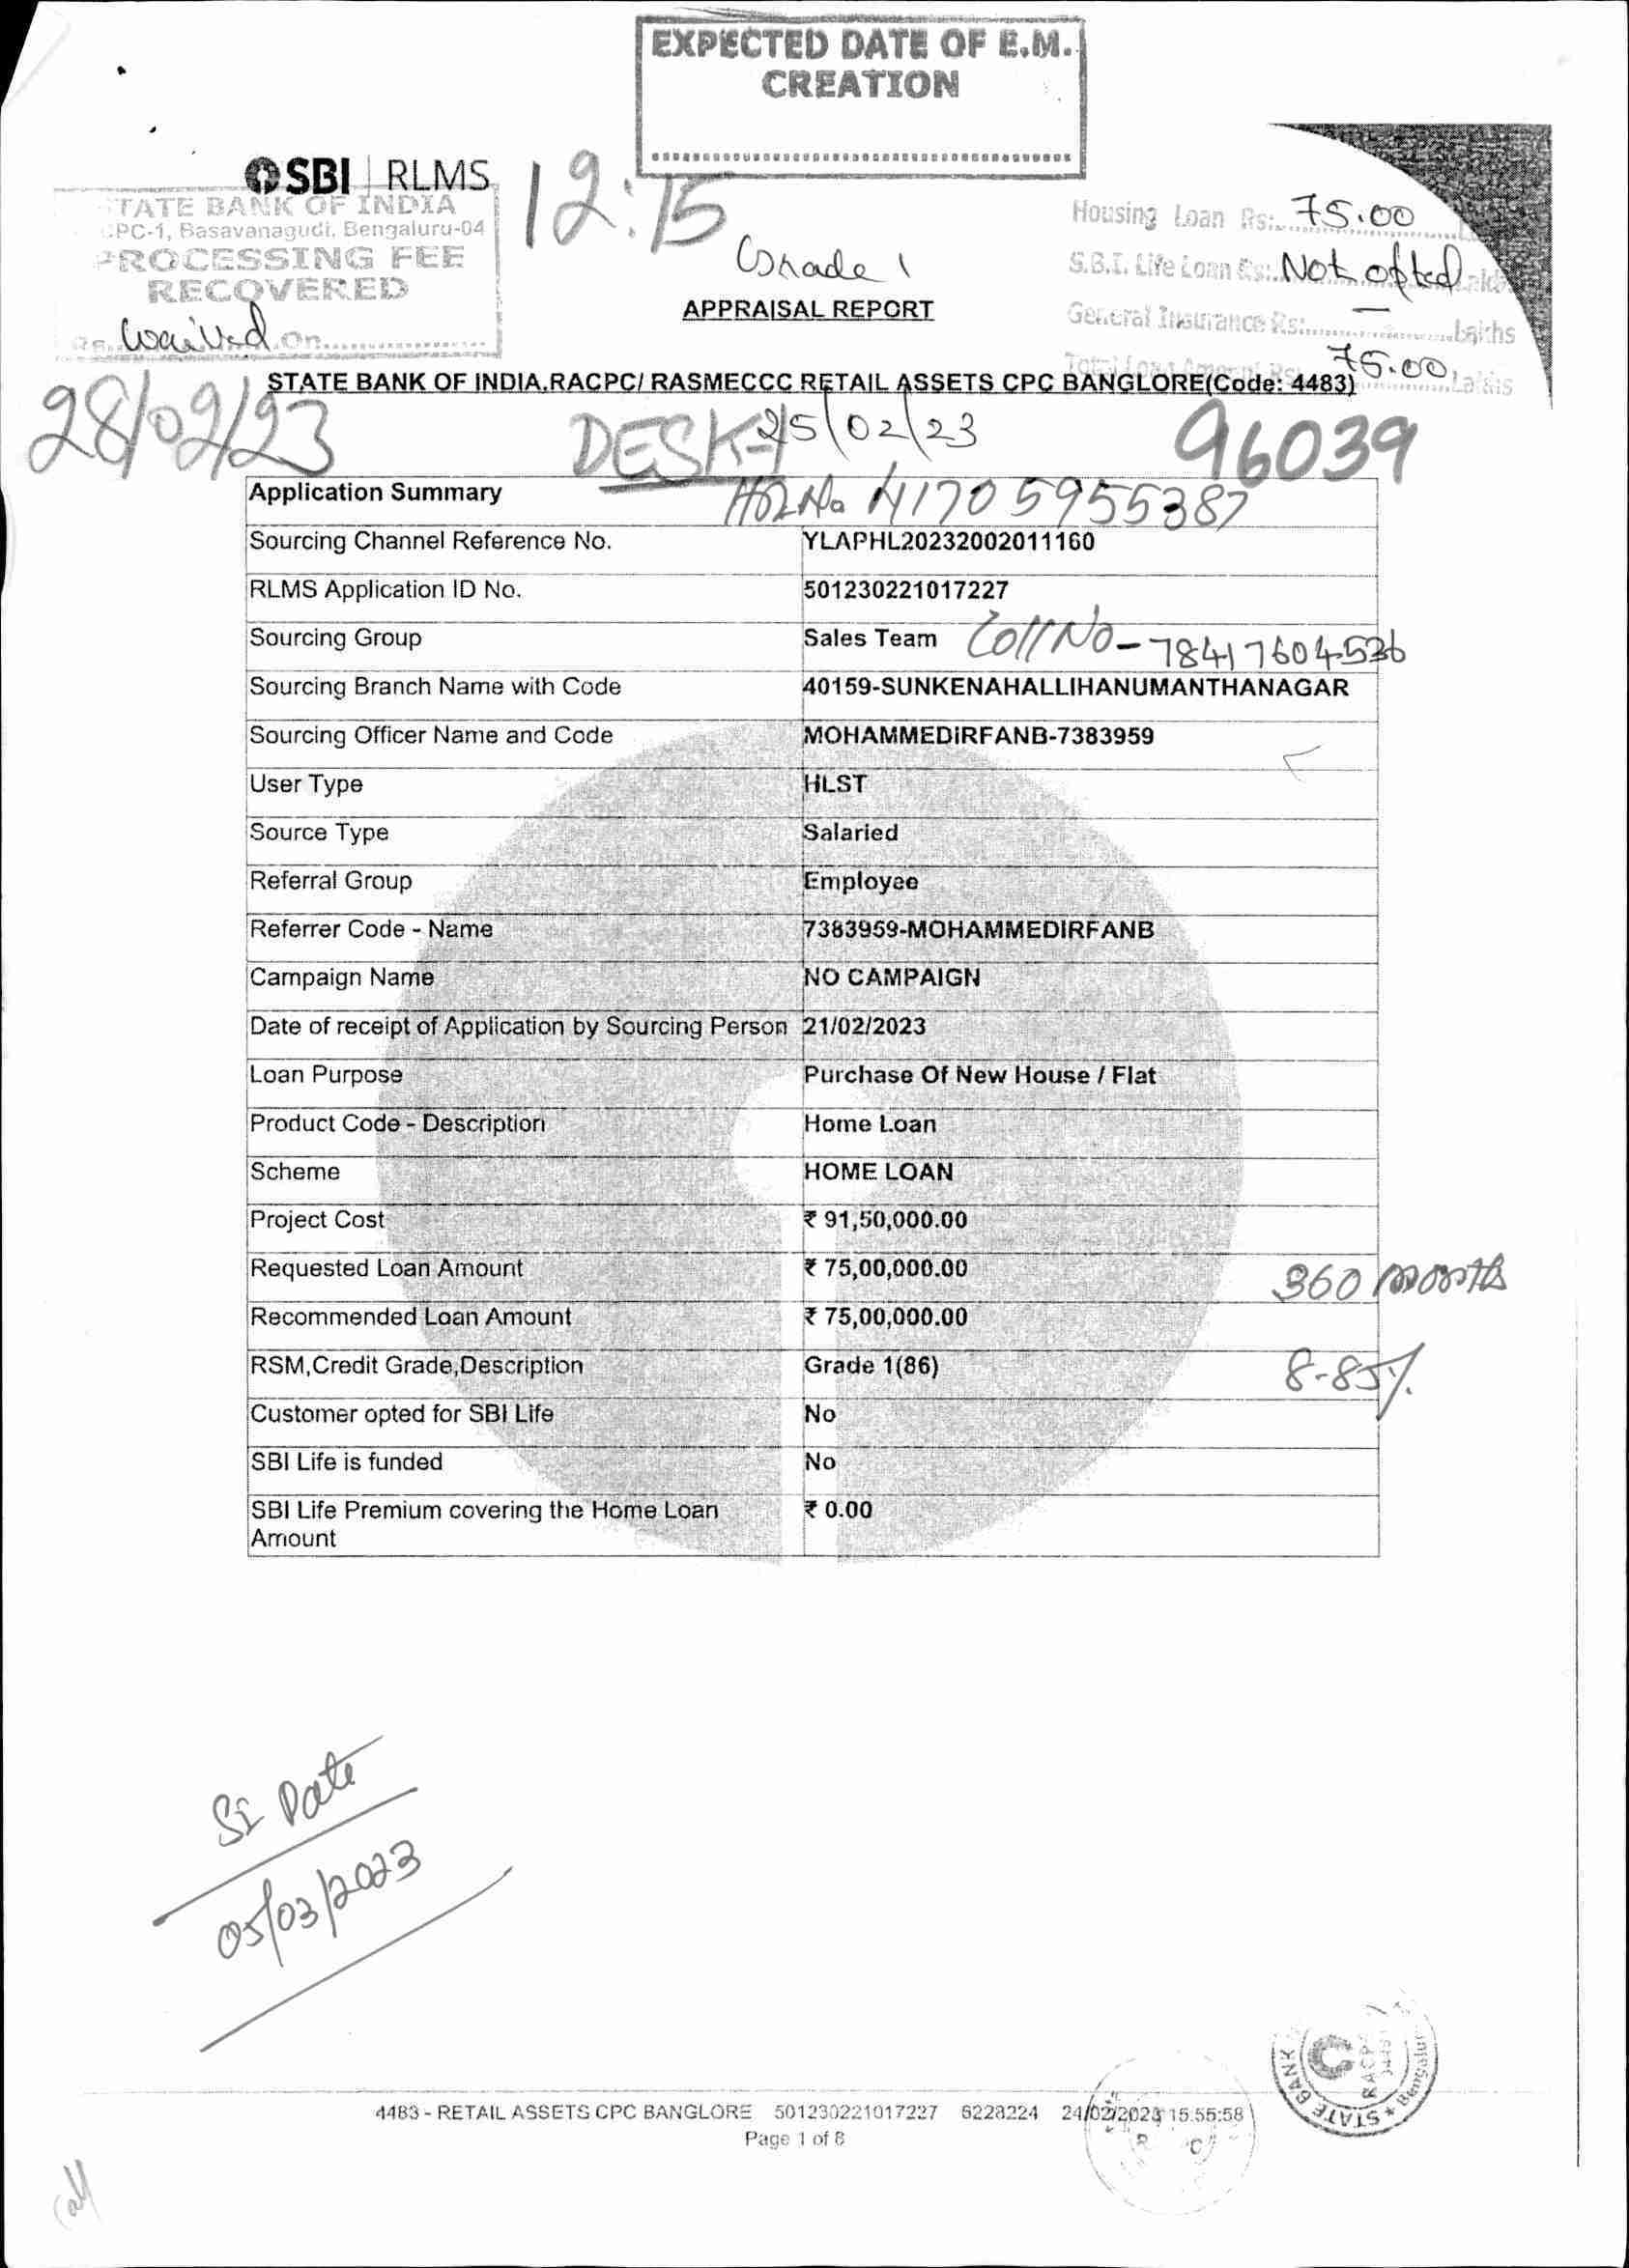 EXPECTED DATE OF E.M.
CREATION
SBI RLMS
12:15
STATE BANK OF INDIA
CPC-1, Basavanagudi, Bengaluru-04
PROCESSING FEE
RECOVERED
Rs. Waived On
Housing Loan Rs: 75.00
S.B.I. Life Loan Rs: Not opted Lakhs
General Insurance Rs: — Lakhs
Total Loan Amount Rs: 75.00 Lakhs
Grade 1
APPRAISAL REPORT
STATE BANK OF INDIA,RACPC/ RASMECCC RETAIL ASSETS CPC BANGLORE(Code: 4483)
28/02/23
DESK-1 25/02/23
96039
Application Summary
41705955387
Sourcing Channel Reference No. YLAPHL20232002011160
RLMS Application ID No. 501230221017227
Sourcing Group Sales Team Coll No - 78417604536
Sourcing Branch Name with Code 40159-SUNKENAHALLIHANUMANTHANAGAR
Sourcing Officer Name and Code MOHAMMEDIRFANB-7383959
User Type HLST
Source Type Salaried
Referral Group Employee
Referrer Code - Name 7383959-MOHAMMEDIRFANB
Campaign Name NO CAMPAIGN
Date of receipt of Application by Sourcing Person 21/02/2023
Loan Purpose Purchase Of New House / Flat
Product Code - Description Home Loan
Scheme HOME LOAN
Project Cost ₹ 91,50,000.00
Requested Loan Amount ₹ 75,00,000.00 360 months
Recommended Loan Amount ₹ 75,00,000.00
RSM,Credit Grade,Description Grade 1(86) 8.85%
Customer opted for SBI Life No
SBI Life is funded No
SBI Life Premium covering the Home Loan ₹ 0.00
Amount
SI Date
05/03/2023
4483 - RETAIL ASSETS CPC BANGLORE 501230221017227 6228224 24/02/2023 15:55:58
Page 1 of 8
STATE BANK
RACPC
Bengaluru